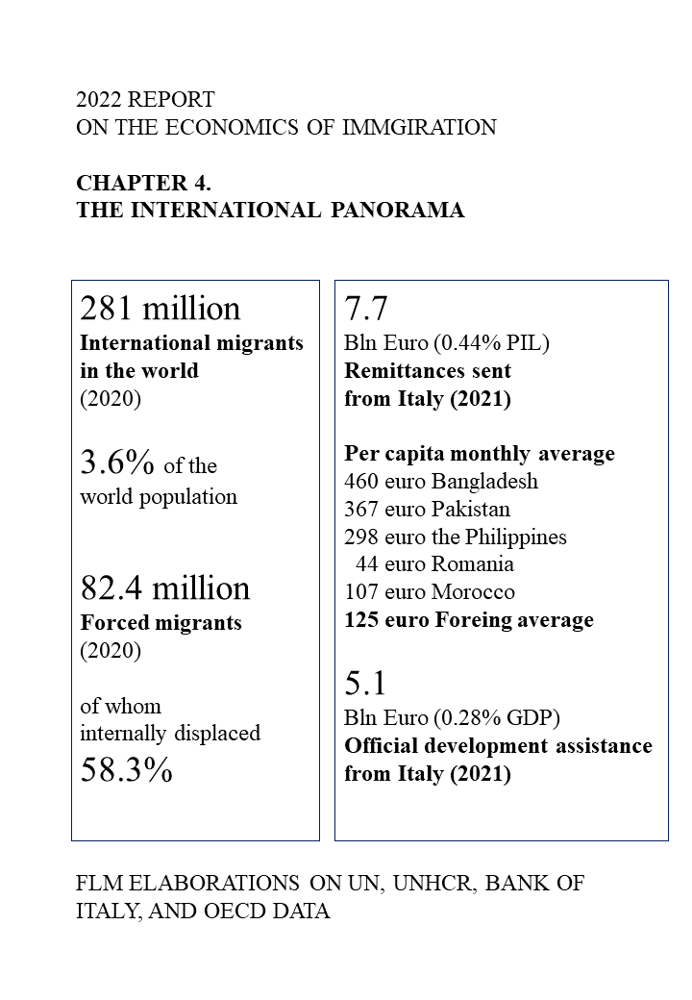 2022 REPORT
ON THE ECONOMICS OF IMMGIRATION
CHAPTER 4.
THE INTERNATIONAL PANORAMA
281 million
International migrants
in the world
(2020)
3.6% of the
world population
82.4 million
Forced migrants
(2020)
of whom
internally displaced
58.3%
7.7
Bln Euro (0.44% PIL)
Remittances sent
from Italy (2021)
Per capita monthly average
460 euro Bangladesh
367 euro Pakistan
298 euro the Philippines
44 euro Romania
107 euro Morocco
125 euro Foreing average
5.1
Bln Euro (0.28% GDP)
Official development assistance
from Italy (2021)
FLM ELABORATIONS ON UN, UNHCR, BANK OF
ITALY, AND OECD DATA